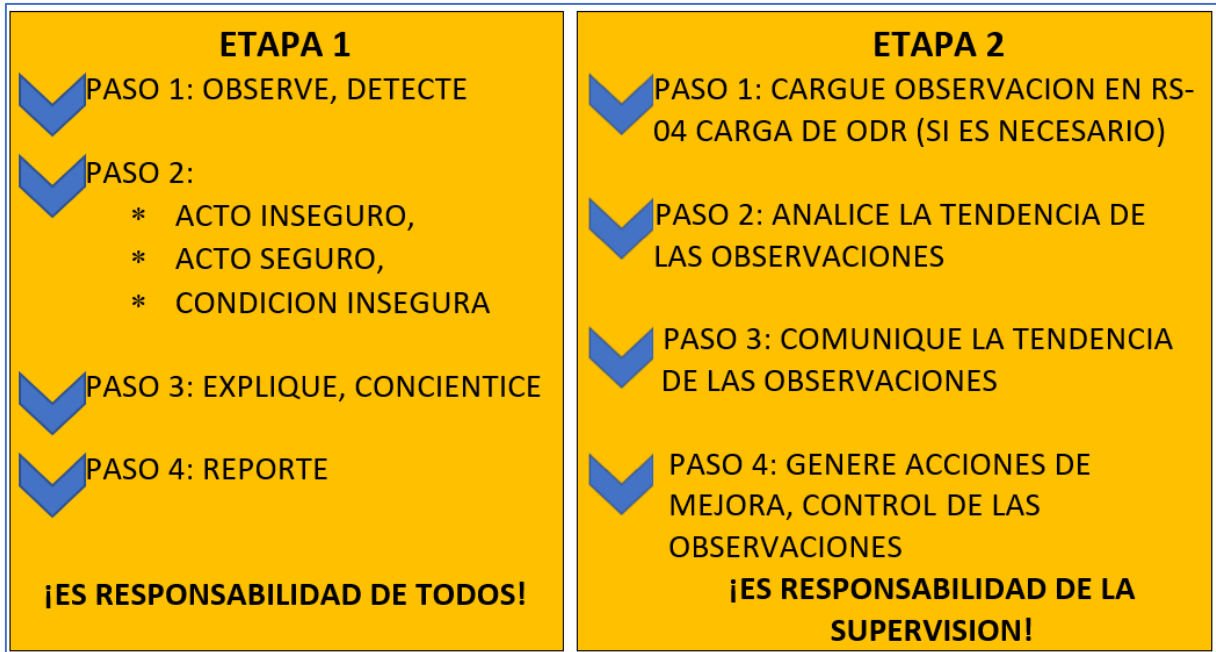 ETAPA 1
PASO 1: OBSERVE, DETECTE
PASO 2:
* ACTO INSEGURO,
* ACTO SEGURO,
* CONDICION INSEGURA
PASO 3: EXPLIQUE, CONCIENTICE
PASO 4: REPORTE
¡ES RESPONSABILIDAD DE TODOS!
ETAPA 2
PASO 1: CARGUE OBSERVACION EN RS-
04 CARGA DE ODR (SI ES NECESARIO)
PASO 2: ANALICE LA TENDENCIA DE
LAS OBSERVACIONES
PASO 3: COMUNIQUE LA TENDENCIA
DE LAS OBSERVACIONES
PASO 4: GENERE ACCIONES DE
MEJORA, CONTROL DE LAS
OBSERVACIONES
¡ES RESPONSABILIDAD DE LA
SUPERVISION!